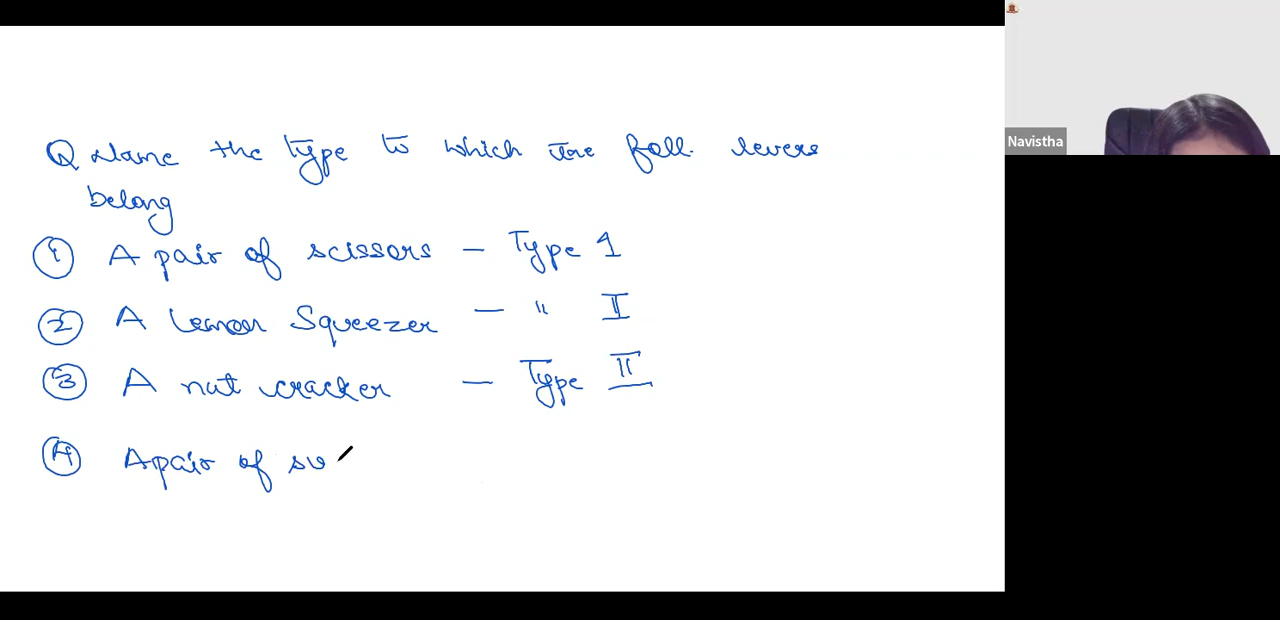 Q Name the type to which the foll. levers
belong
① A pair of scissors - Type 1
② A Lemon Squeezer - " II
③ A nut cracker - Type II
④ A pair of
Navistha